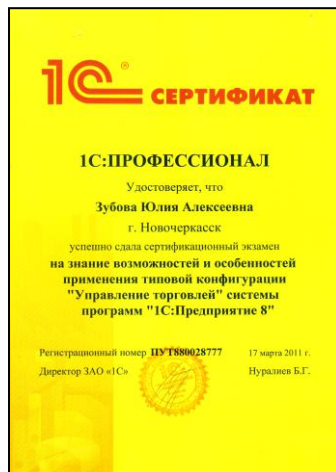 1С СЕРТИФИКАТ
1С:ПРОФЕССИОНАЛ
Удостоверяет, что
Зубова Юлия Алексеевна
г. Новочеркасск
успешно сдала сертификационный экзамен
на знание возможностей и особенностей
применения типовой конфигурации
"Управление торговлей" системы
программ "1С:Предприятие 8"
Регистрационный номер ПУТ880028777 17 марта 2011 г.
Директор ЗАО «1С» Нуралиев Б.Г.